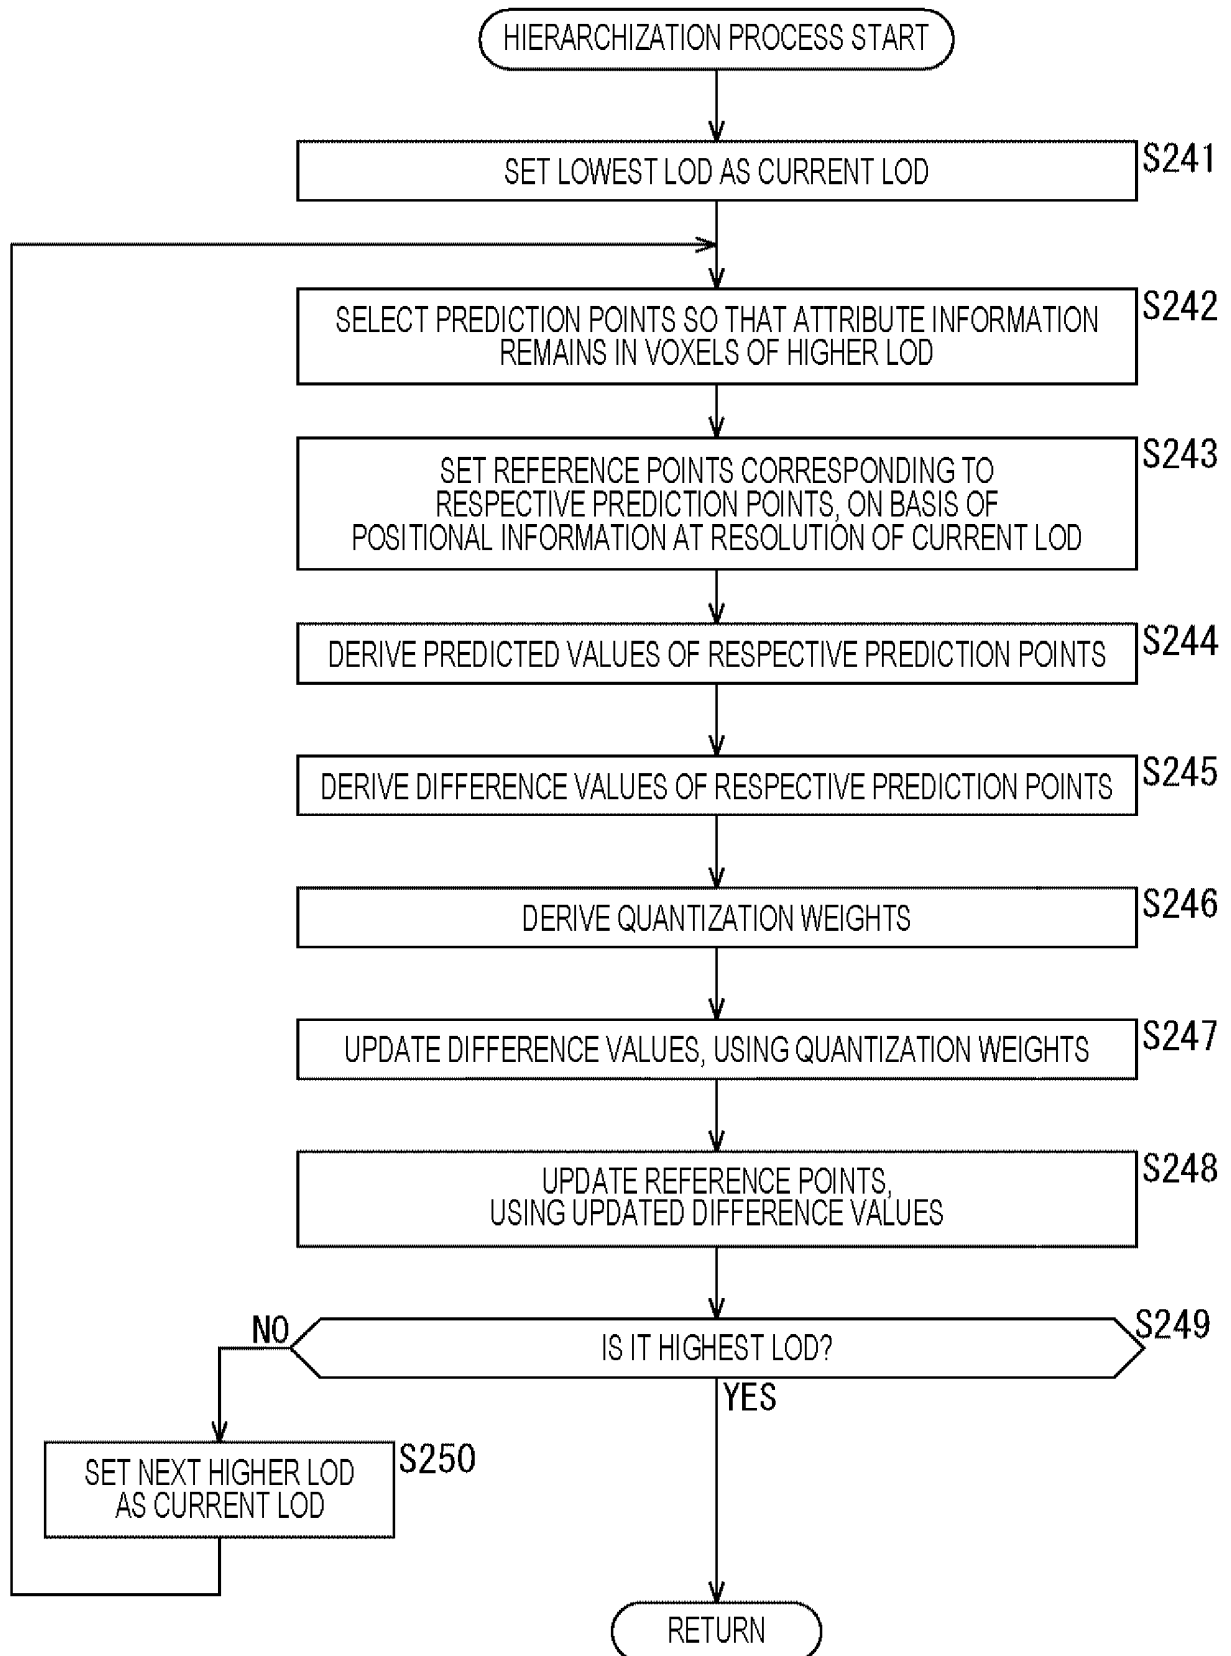 HIERARCHIZATION PROCESS START
SET LOWEST LOD AS CURRENT LOD
S241
SELECT PREDICTION POINTS SO THAT ATTRIBUTE INFORMATION
REMAINS IN VOXELS OF HIGHER LOD
S242
SET REFERENCE POINTS CORRESPONDING TO
RESPECTIVE PREDICTION POINTS, ON BASIS OF
POSITIONAL INFORMATION AT RESOLUTION OF CURRENT LOD
S243
DERIVE PREDICTED VALUES OF RESPECTIVE PREDICTION POINTS
S244
DERIVE DIFFERENCE VALUES OF RESPECTIVE PREDICTION POINTS
S245
DERIVE QUANTIZATION WEIGHTS
S246
UPDATE DIFFERENCE VALUES, USING QUANTIZATION WEIGHTS
S247
UPDATE REFERENCE POINTS,
USING UPDATED DIFFERENCE VALUES
S248
NO
IS IT HIGHEST LOD?
S249
YES
SET NEXT HIGHER LOD
AS CURRENT LOD
S250
RETURN